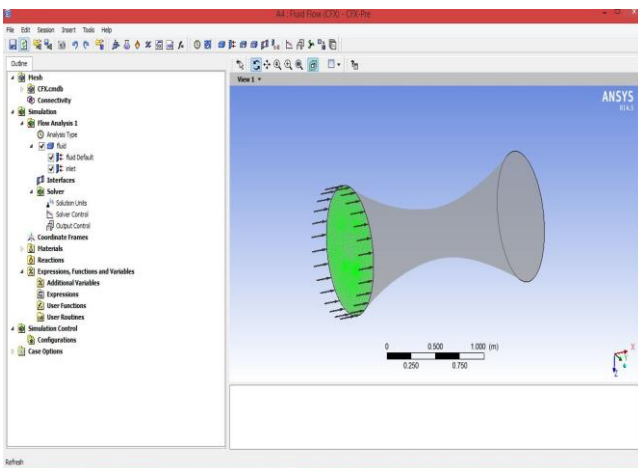 A4 : Fluid Flow (CFX) - CFX-Pre
File Edit Session Insert Tools Help
Outline
Mesh
CFX.cmdb
Connectivity
Simulation
Flow Analysis 1
Analysis Type
fluid
fluid Default
inlet
Interfaces
Solver
Solution Units
Solver Control
Output Control
Coordinate Frames
Materials
Reactions
Expressions, Functions and Variables
Additional Variables
Expressions
User Functions
User Routines
Simulation Control
Configurations
Case Options
View 1
ANSYS
R14.5
0 0.500 1.000 (m)
0.250 0.750
X
Y
Z
Refresh